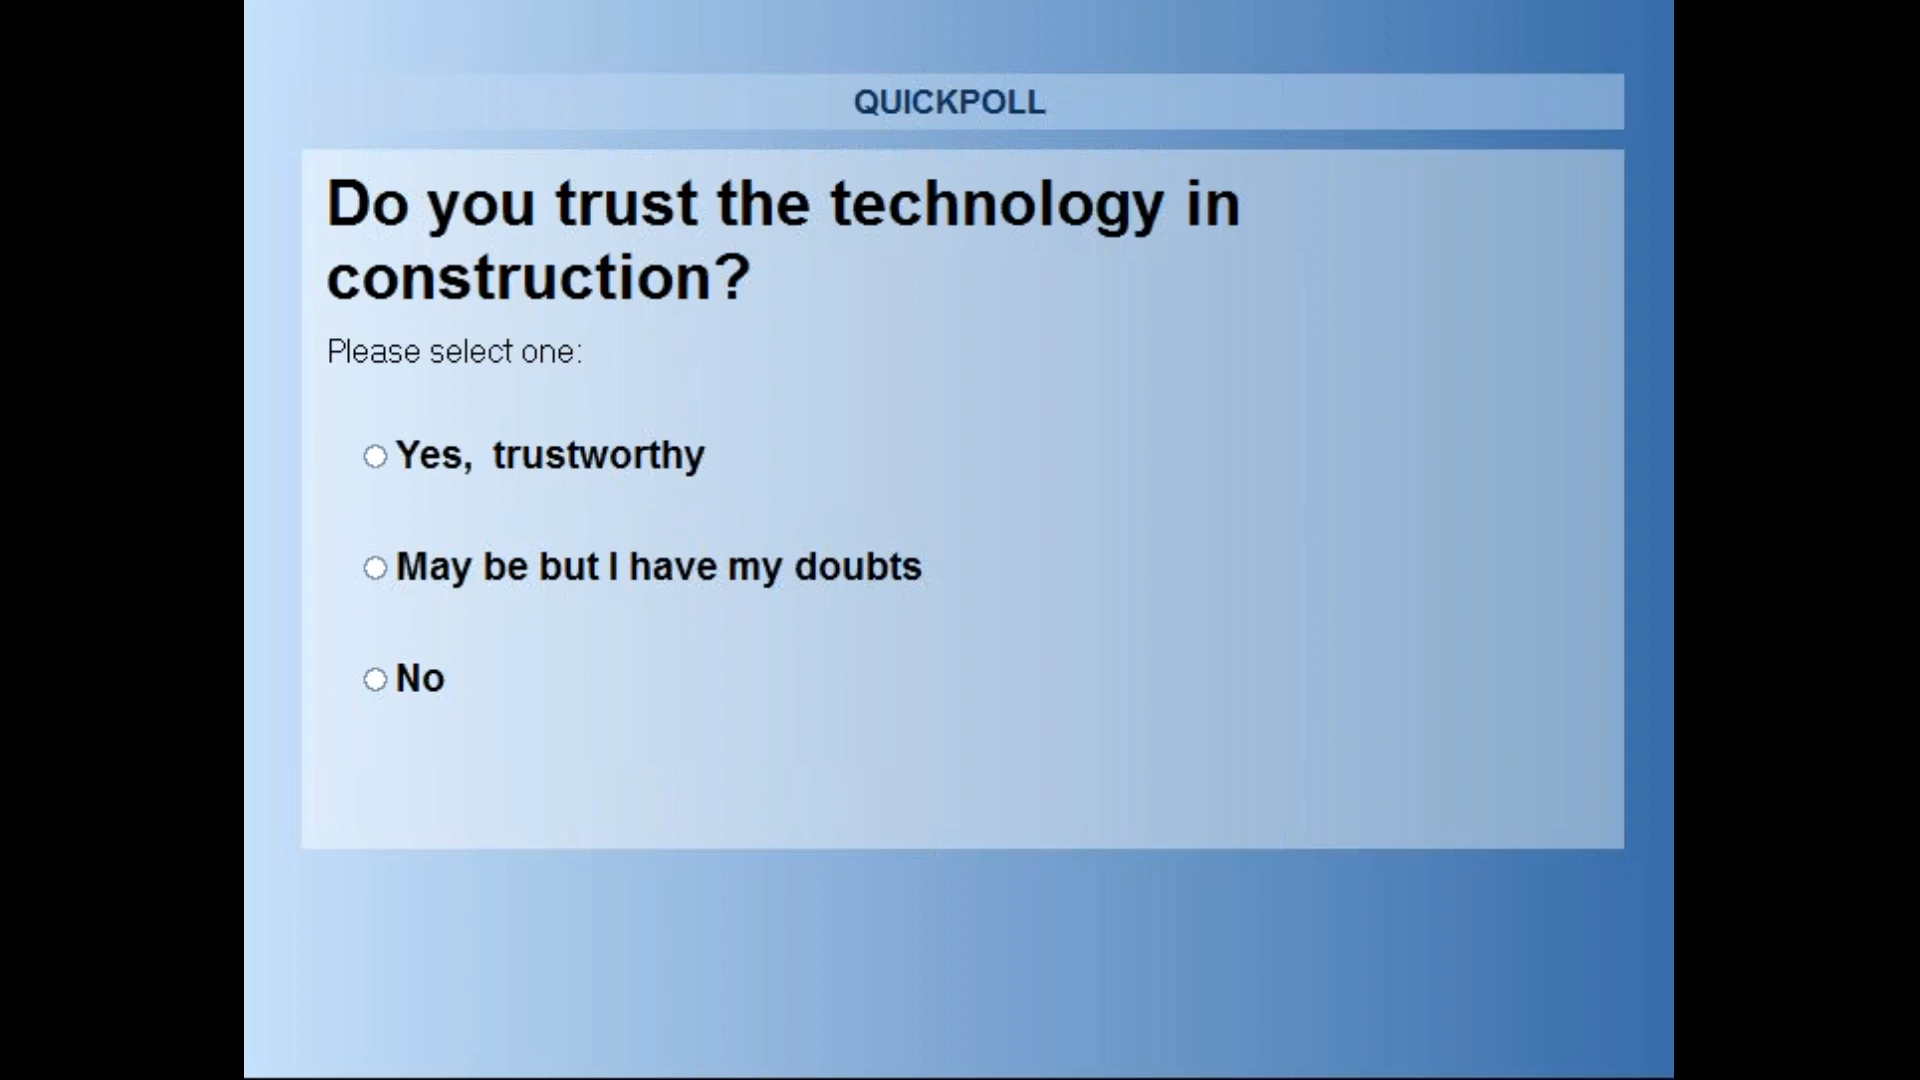 QUICKPOLL
Do you trust the technology in
construction?
Please select one:
Yes,  trustworthy
May be but I have my doubts
No